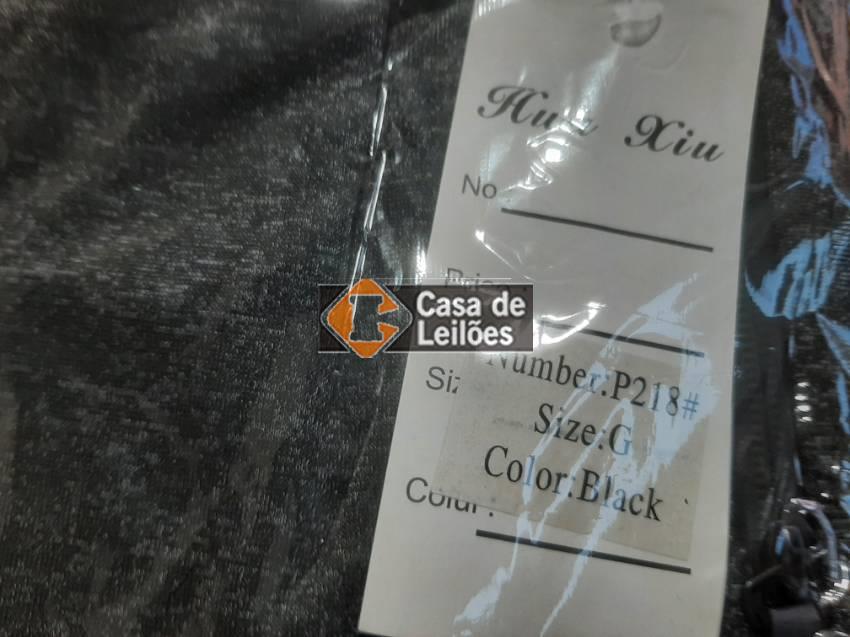 Xiu
No
Casa de
Leilões
Number:P218#
Size:G
Color:Black